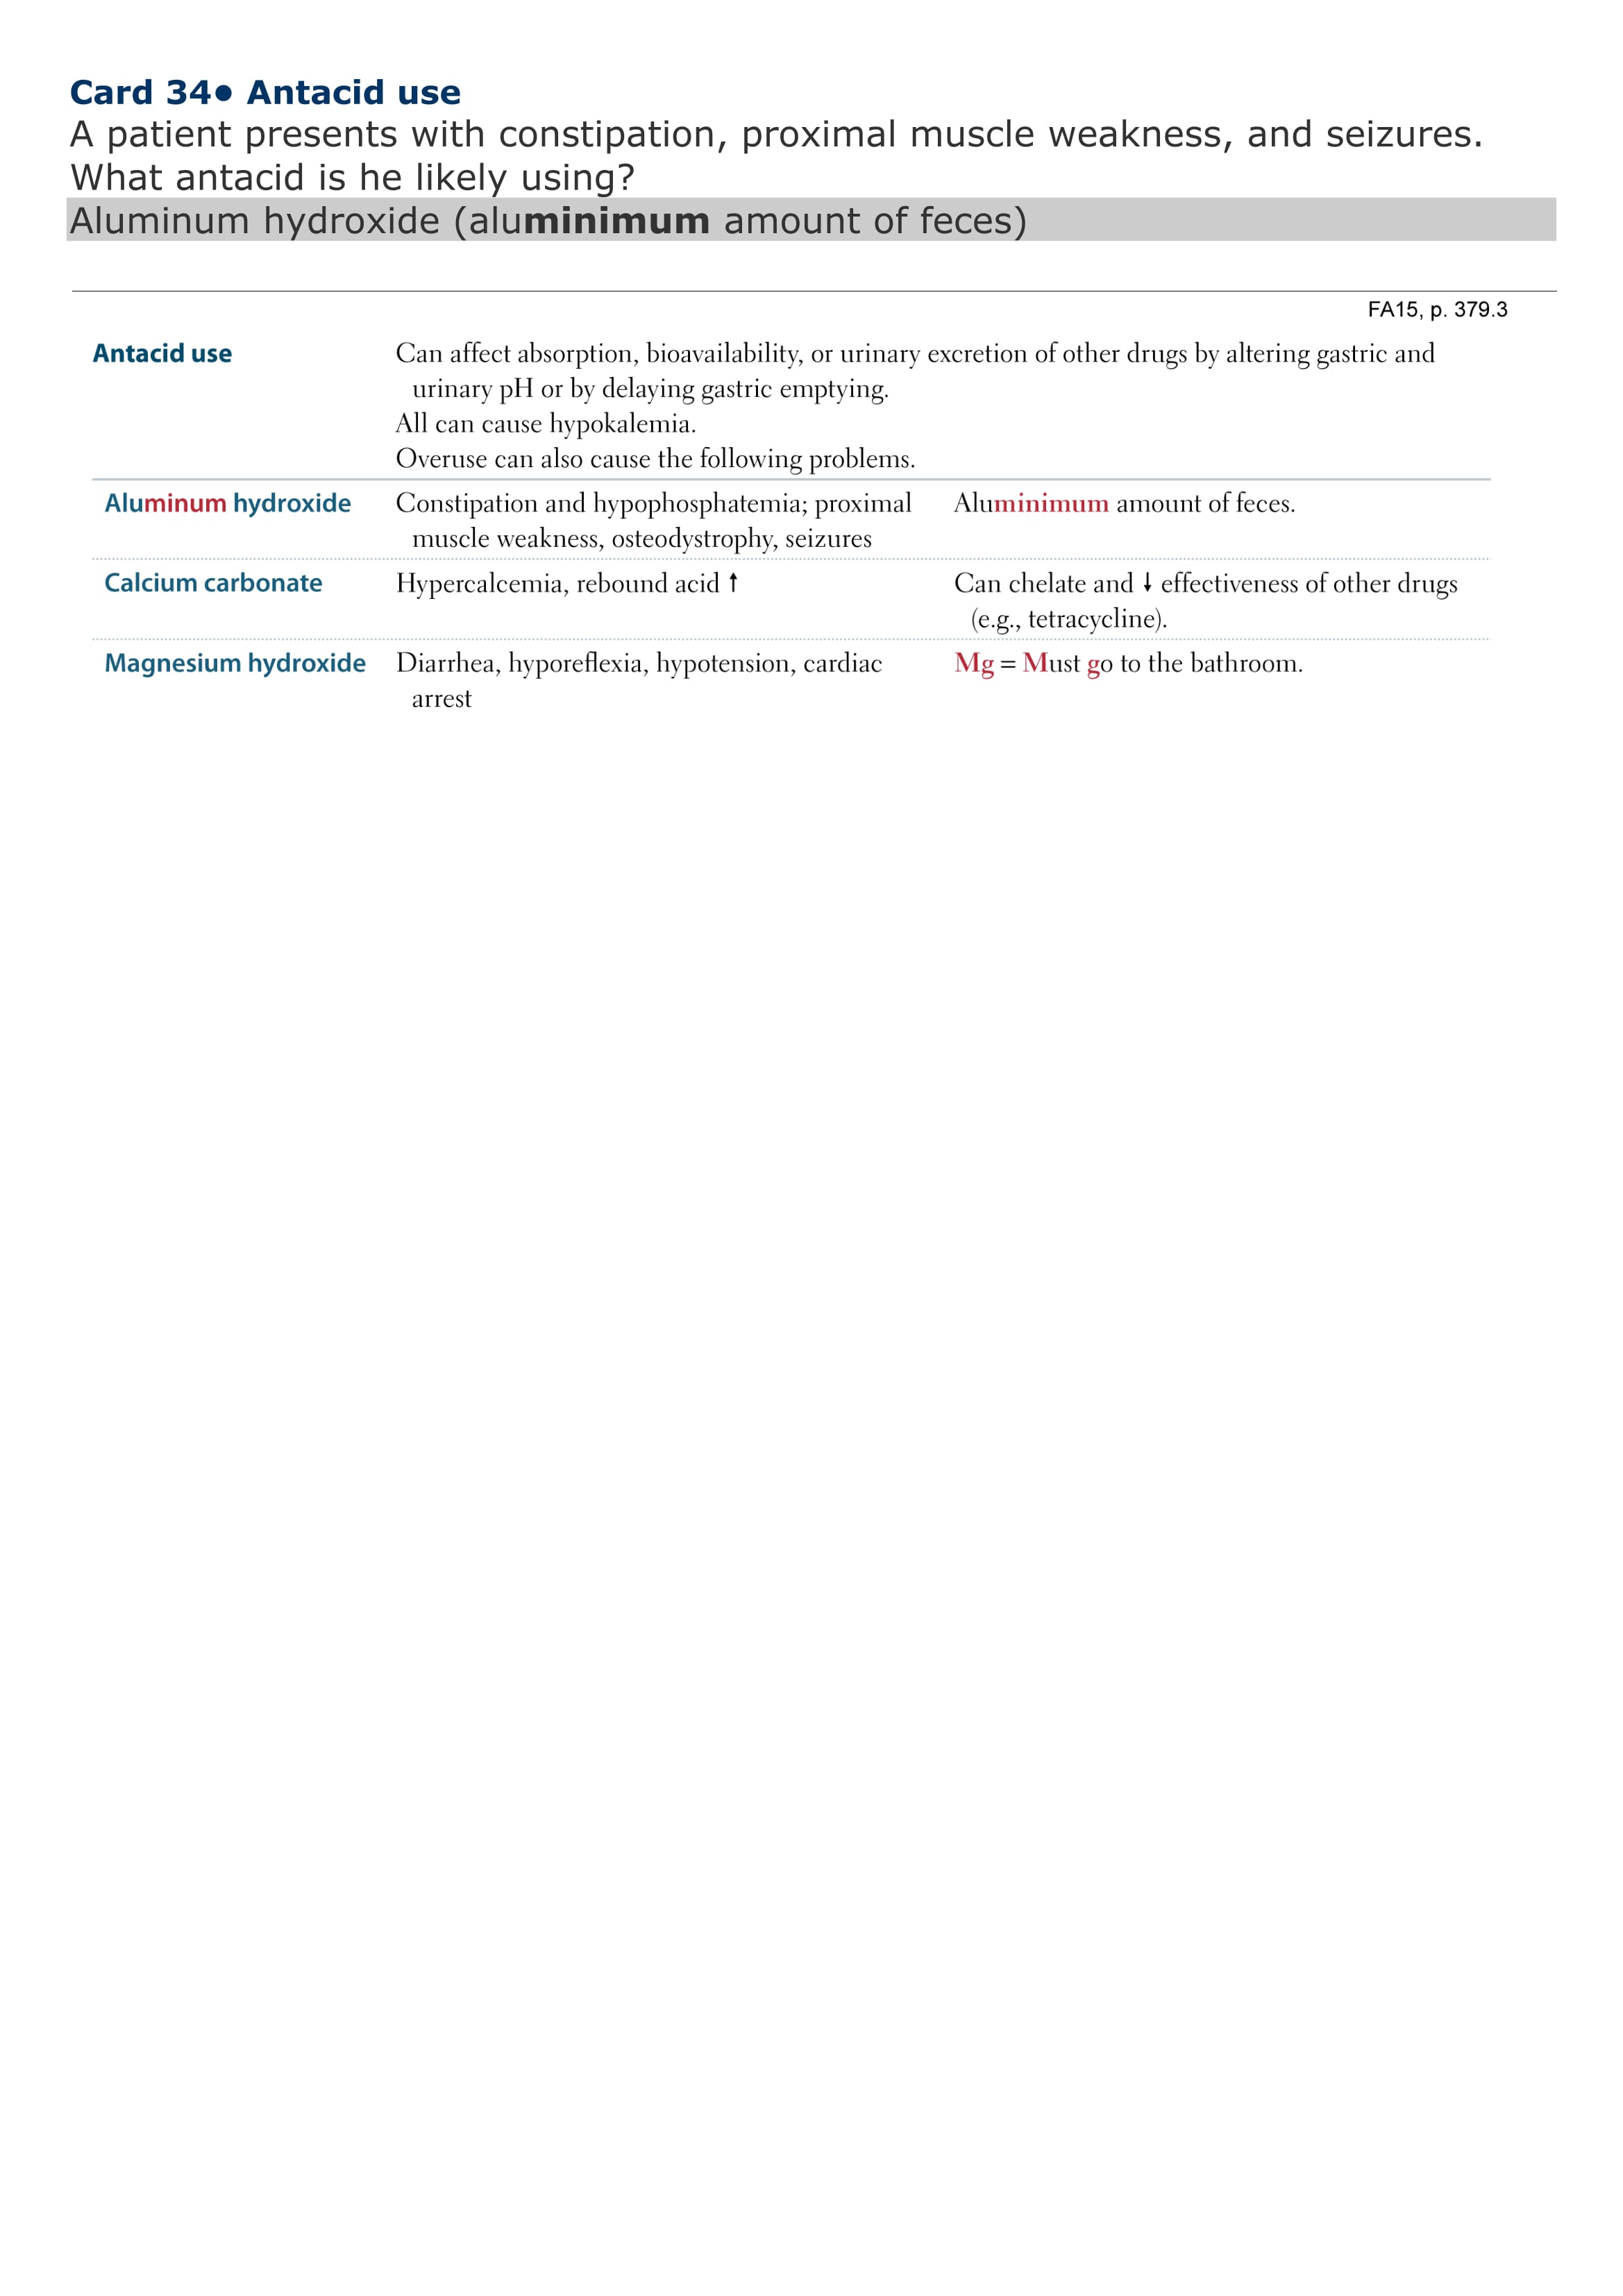 Card 34● Antacid use
A patient presents with constipation, proximal muscle weakness, and seizures.
What antacid is he likely using?
Aluminum hydroxide (aluminimum amount of feces)
FA15, p. 379.3
Antacid use
Can affect absorption, bioavailability, or urinary excretion of other drugs by altering gastric and
urinary pH or by delaying gastric emptying.
All can cause hypokalemia.
Overuse can also cause the following problems.
Aluminum hydroxide
Constipation and hypophosphatemia; proximal
muscle weakness, osteodystrophy, seizures
Aluminimum amount of feces.
Calcium carbonate
Hypercalcemia, rebound acid ↑
Can chelate and ↓ effectiveness of other drugs
(e.g., tetracycline).
Magnesium hydroxide
Diarrhea, hyporeflexia, hypotension, cardiac
arrest
Mg = Must go to the bathroom.